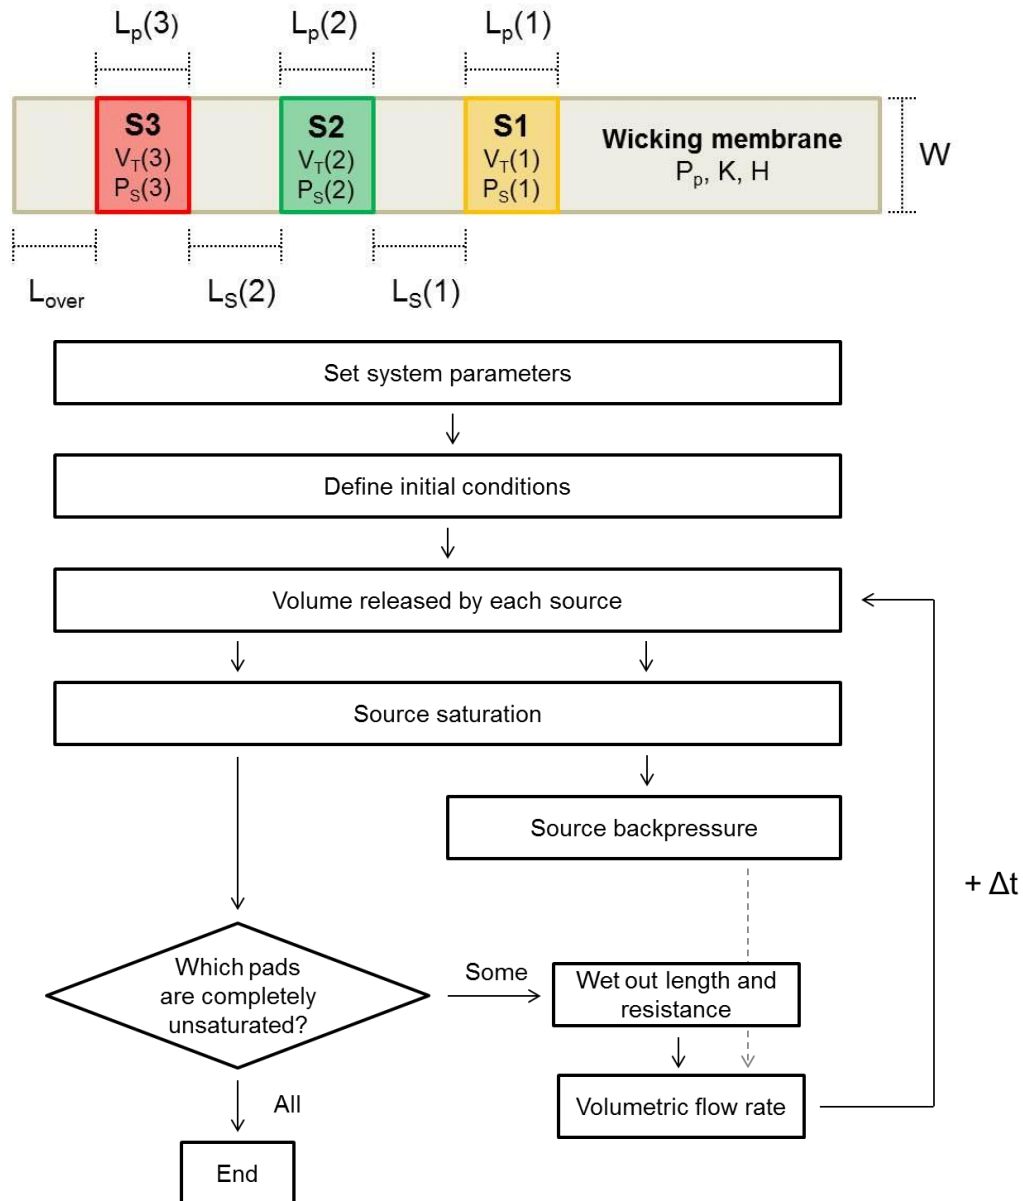 Lp(3)
Lp(2)
Lp(1)
S3
VT(3)
PS(3)
S2
VT(2)
PS(2)
S1
VT(1)
PS(1)
Wicking membrane
Pp, K, H
W
Lover
LS(2)
LS(1)
Set system parameters
Define initial conditions
Volume released by each source
Source saturation
Source backpressure
+ Δt
Which pads
are completely
unsaturated?
Some
Wet out length and
resistance
Volumetric flow rate
All
End